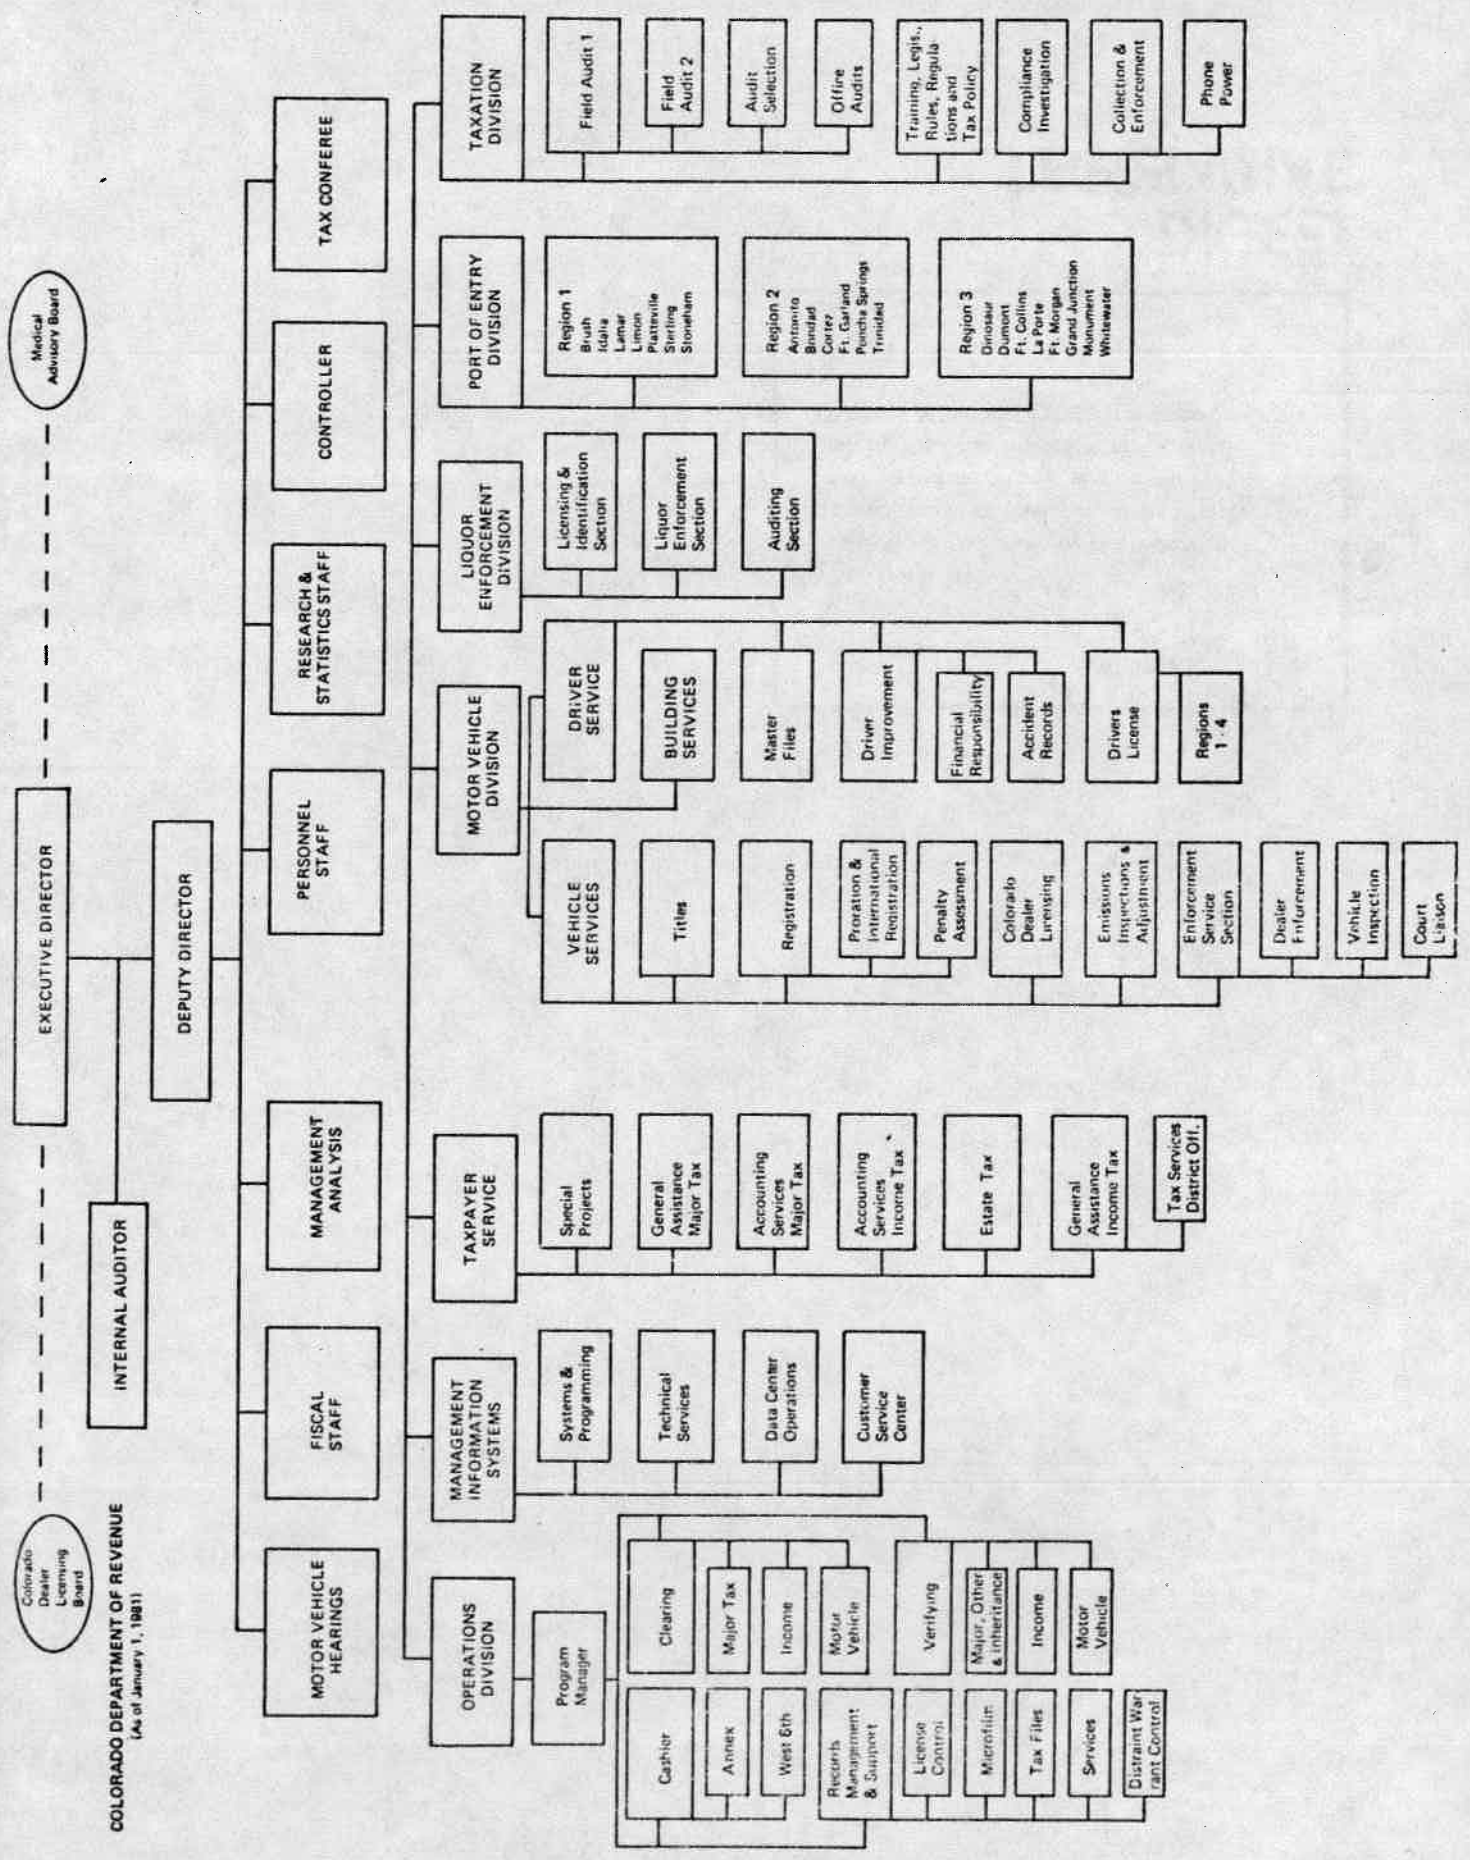 COLORADO DEPARTMENT OF REVENUE
(As of January 1, 1981)
Colorado
Dealer
Licensing
Board
EXECUTIVE DIRECTOR
Medical
Advisory Board
INTERNAL AUDITOR
DEPUTY DIRECTOR
MOTOR VEHICLE
HEARINGS
FISCAL
STAFF
MANAGEMENT
ANALYSIS
PERSONNEL
STAFF
RESEARCH &
STATISTICS STAFF
CONTROLLER
TAX CONFEREE
OPERATIONS
DIVISION
Program
Manager
Cashier
Annex
West 6th
Records
Management
& Support
License
Control
Microfilm
Tax Files
Services
Distraint War
rant Control
Clearing
Major Tax
Income
Motor
Vehicle
Verifying
Major, Other
& Inheritance
Income
Motor
Vehicle
MANAGEMENT
INFORMATION
SYSTEMS
Systems &
Programming
Technical
Services
Data Center
Operations
Customer
Service
Center
TAXPAYER
SERVICE
Special
Projects
General
Assistance
Major Tax
Accounting
Services
Major Tax
Accounting
Services
Income Tax
Estate Tax
General
Assistance
Income Tax
Tax Services
District Off.
MOTOR VEHICLE
DIVISION
VEHICLE
SERVICES
Titles
Registration
Proration &
International
Registration
Penalty
Assessment
Colorado
Dealer
Licensing
Emissions
Inspections &
Adjustment
Enforcement
Service
Section
Dealer
Enforcement
Vehicle
Inspection
Court
Liaison
DRIVER
SERVICE
BUILDING
SERVICES
Master
Files
Driver
Improvement
Financial
Responsibility
Accident
Records
Drivers
License
Regions
1 - 4
LIQUOR
ENFORCEMENT
DIVISION
Licensing &
Identification
Section
Liquor
Enforcement
Section
Auditing
Section
PORT OF ENTRY
DIVISION
Region 1
Brush
Idalia
Lamar
Limon
Platteville
Sterling
Stoneham
Region 2
Antonito
Bondad
Cortez
Ft. Garland
Poncha Springs
Trinidad
Region 3
Dinosaur
Dumont
Ft. Collins
La Porte
Ft. Morgan
Grand Junction
Monument
Whitewater
TAXATION
DIVISION
Field Audit 1
Field
Audit 2
Audit
Selection
Office
Audits
Training, Legis.,
Rules, Regula-
tions and
Tax Policy
Compliance
Investigation
Collection &
Enforcement
Phone
Power